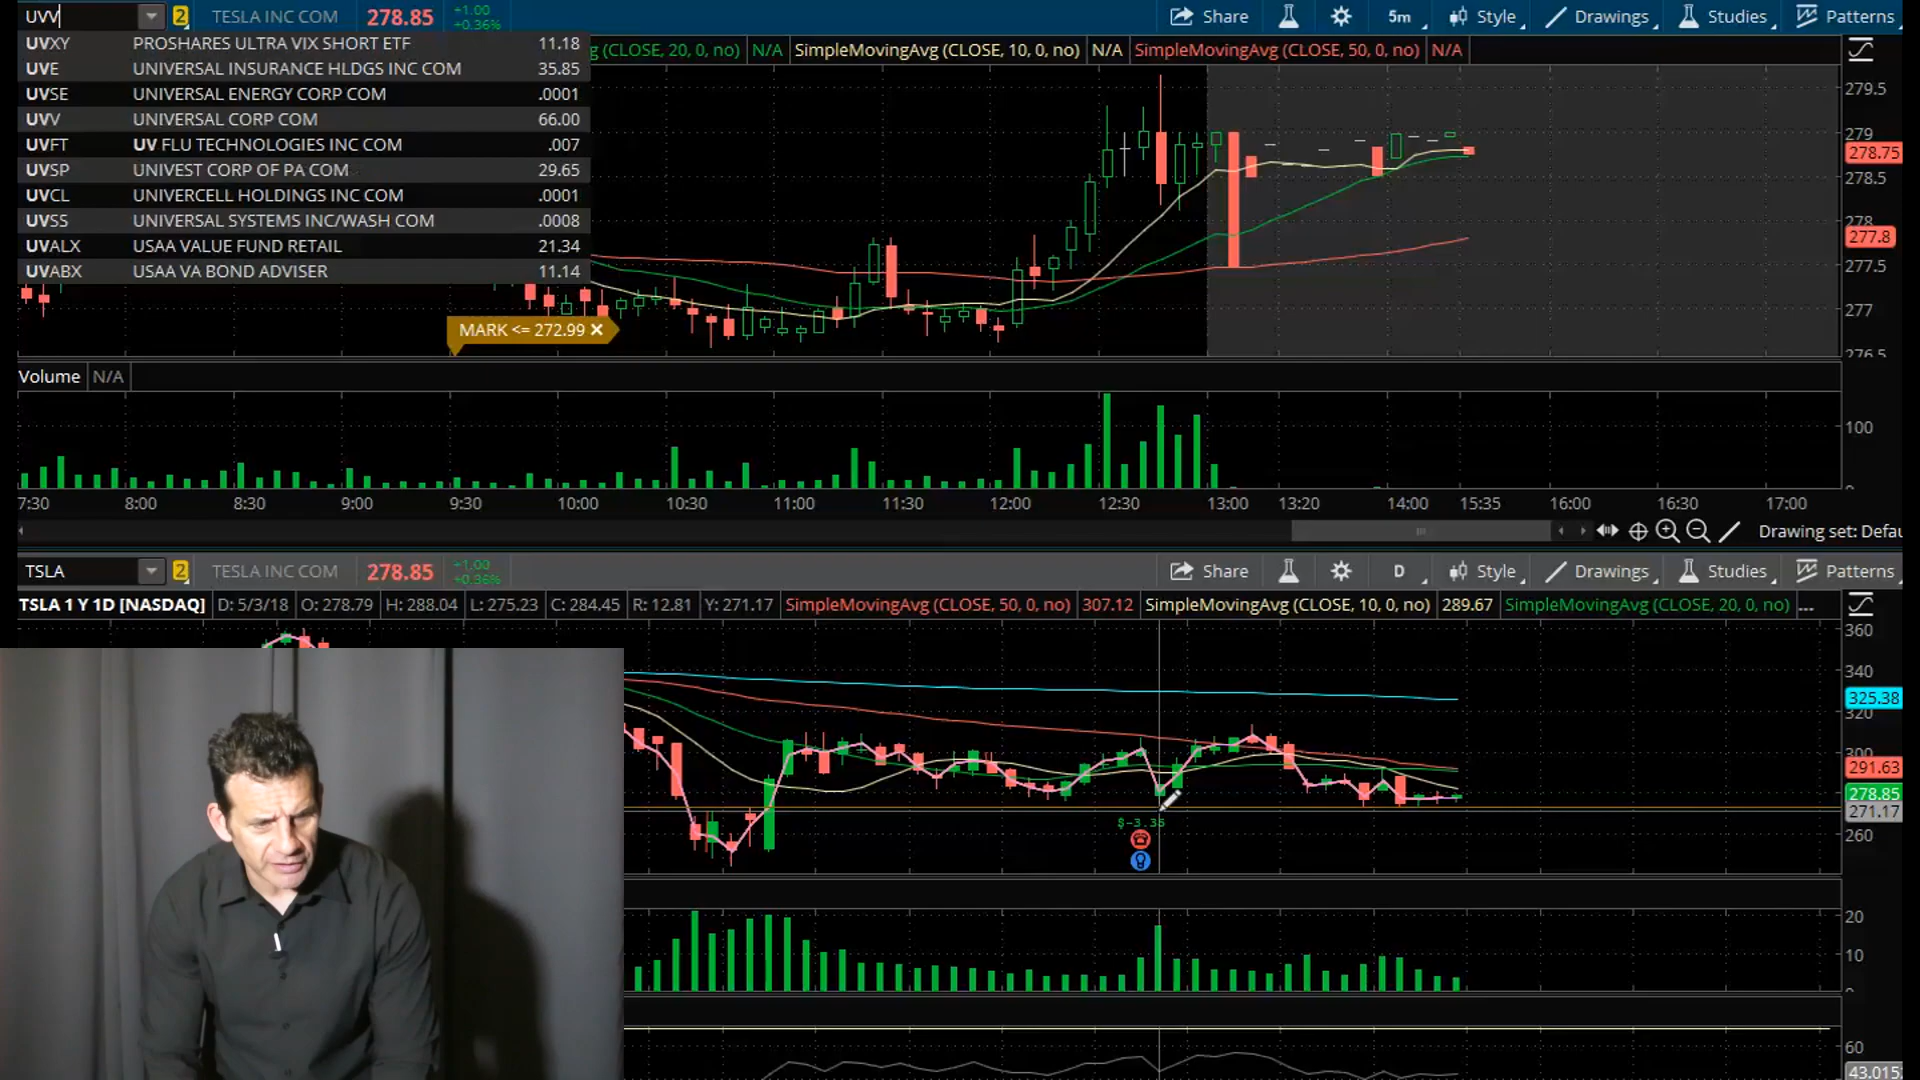 UVV 2 TESLA INC COM 278.85 +1.00 +0.36% Share 5m Style Drawings Studies Patterns
UVXY PROSHARES ULTRA VIX SHORT ETF 11.18
UVE UNIVERSAL INSURANCE HLDGS INC COM 35.85
UVSE UNIVERSAL ENERGY CORP COM .0001
UVV UNIVERSAL CORP COM 66.00
UVFT UV FLU TECHNOLOGIES INC COM .007
UVSP UNIVEST CORP OF PA COM 29.65
UVCL UNIVERCELL HOLDINGS INC COM .0001
UVSS UNIVERSAL SYSTEMS INC/WASH COM .0008
UVALX USAA VALUE FUND RETAIL 21.34
UVABX USAA VA BOND ADVISER 11.14
g (CLOSE, 20, 0, no) N/A SimpleMovingAvg (CLOSE, 10, 0, no) N/A SimpleMovingAvg (CLOSE, 50, 0, no) N/A
279.5
279
278.75
278.5
278
277.8
277.5
277
276.5
MARK <= 272.99 ×
Volume N/A
100
7:30 8:00 8:30 9:00 9:30 10:00 10:30 11:00 11:30 12:00 12:30 13:00 13:20 14:00 15:35 16:00 16:30 17:00
Drawing set: Defau
TSLA 2 TESLA INC COM 278.85 +1.00 +0.36% Share D Style Drawings Studies Patterns
TSLA 1 Y 1D [NASDAQ] D: 5/3/18 O: 278.79 H: 288.04 L: 275.23 C: 284.45 R: 12.81 Y: 271.17 SimpleMovingAvg (CLOSE, 50, 0, no) 307.12 SimpleMovingAvg (CLOSE, 10, 0, no) 289.67 SimpleMovingAvg (CLOSE, 20, 0, no) ...
360
340
325.38
320
300
291.63
278.85
271.17
260
$-3.35
20
10
60
43.015